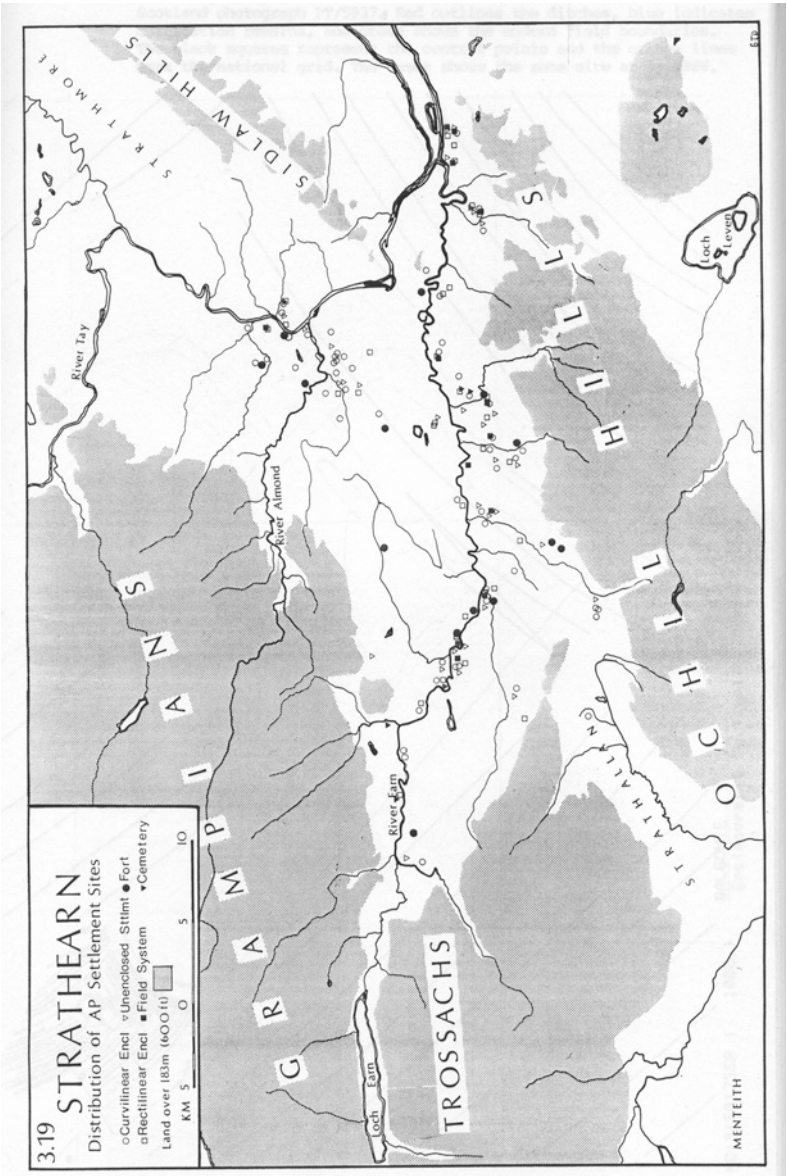 3.19
STRATHEARN
Distribution of AP Settlement Sites
○Curvilinear Encl ▿Unenclosed Sttlmt ●Fort
□Rectilinear Encl ■Field System ▾Cemetery
Land over 183m (600ft)
KM 5 0 5 10
GRAMPIANS
River Tay
STRATHMORE
SIDLAW HILLS
River Almond
Loch Earn
River Earn
TROSSACHS
STRATHALLAN
OCHIL HILLS
Loch Leven
MENTEITH